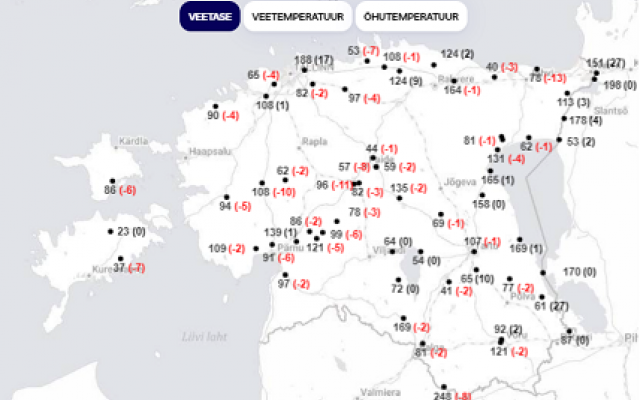 VEETASE VEETEMPERATUUR ÕHUTEMPERATUUR
53 (-7) 108 (-1) 124 (2)
188 (17) 151 (27)
65 (-4) 124 (9) 40 (-3) 78 (-13)
82 (-2) 164 (-1) 198 (0)
108 (1) 97 (-4) 113 (3)
90 (-4) Slantsõ
178 (4)
Kärdla Rapla 81 (-1) 62 (-1) 53 (2)
Haapsalu 44 (-1) 131 (-4)
57 (-8) 59 (-2)
62 (-2) 165 (1)
86 (-6) 108 (-10) 96 (-11) 82 (-3) 135 (-2) Jõgeva
94 (-5) 158 (0)
78 (-3) 69 (-1)
86 (-2)
23 (0) 139 (1) 99 (-6)
109 (-2) Pärnu 121 (-5) 64 (0) 107 (-1) 169 (1)
91 (-6) 54 (0)
37 (-7) 170 (0)
97 (-2) 72 (0) 41 (-2) 65 (10) 77 (-2)
Põlva 61 (27)
169 (-2) 92 (2)
Liivi laht Võru 87 (0)
81 (-2) 121 (-2)
Valmiera 248 (-8)